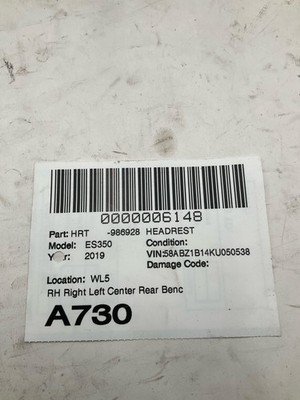 0000006148
Part: HRT -986928 HEADREST
Model: ES350 Condition:
Year: 2019 VIN:58ABZ1B14KU050538
Damage Code:
Location: WL5
RH Right Left Center Rear Benc
A730